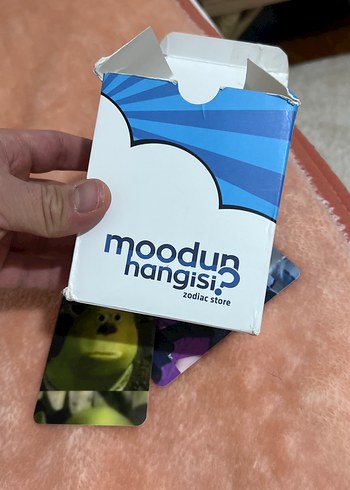 moodun
hangisi?
zodiac store